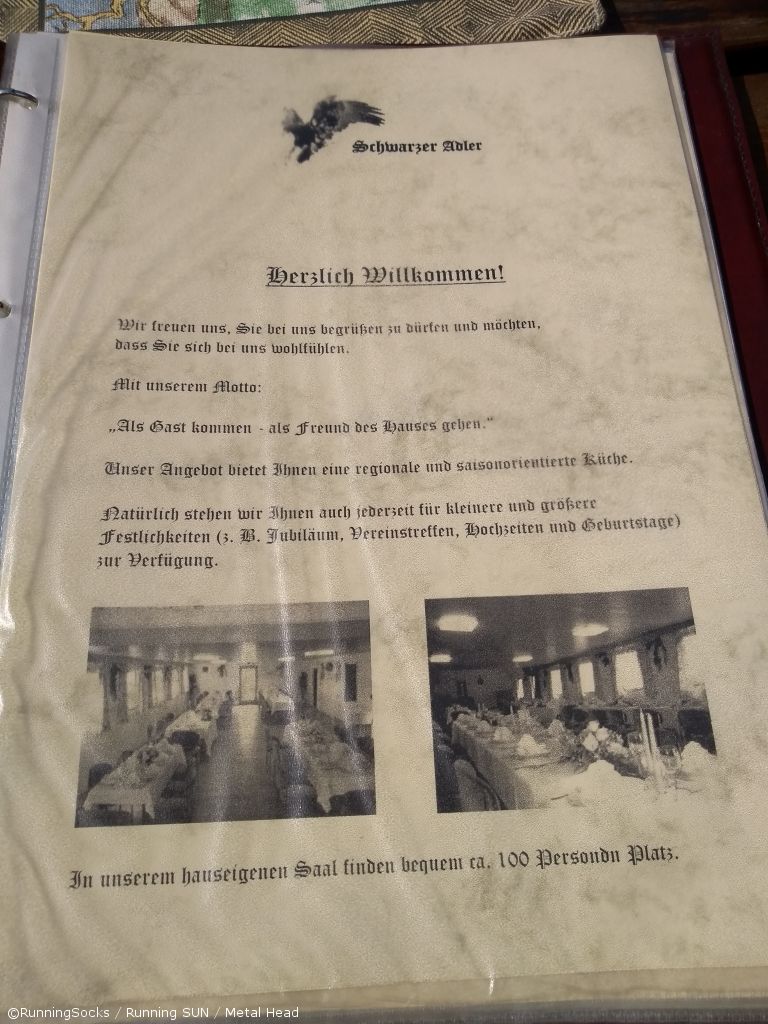 Schwarzer Adler
Herzlich Willkommen!
Wir freuen uns, Sie bei uns begrüßen zu dürfen und möchten,
dass Sie sich bei uns wohlfühlen.
Mit unserem Motto:
„Als Gast kommen - als Freund des Hauses gehen.“
Unser Angebot bietet Ihnen eine regionale und saisonorientierte Küche.
Natürlich stehen wir Ihnen auch jederzeit für kleinere und größere
Festlichkeiten (z. B. Jubiläum, Vereinstreffen, Hochzeiten und Geburtstage)
zur Verfügung.
In unserem hauseigenen Saal finden bequem ca. 100 Persondn Platz.
©RunningSocks / Running SUN / Metal Head